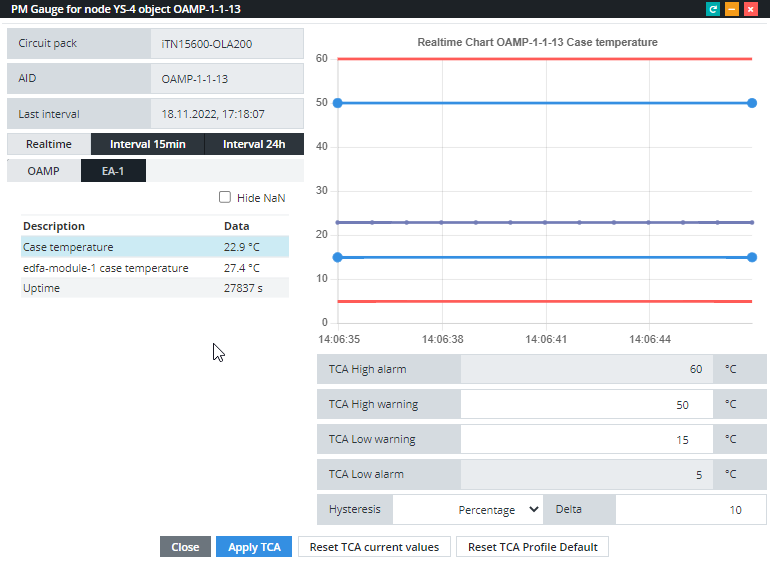 PM Gauge for node YS-4 object OAMP-1-1-13
Circuit pack iTN15600-OLA200
AID OAMP-1-1-13
Last interval 18.11.2022, 17:18:07
Realtime Interval 15min Interval 24h
OAMP EA-1
Hide NaN
Description Data
Case temperature 22.9 °C
edfa-module-1 case temperature 27.4 °C
Uptime 27837 s
Realtime Chart OAMP-1-1-13 Case temperature
60
50
40
30
20
10
0
14:06:35 14:06:38 14:06:41 14:06:44
TCA High alarm 60 °C
TCA High warning 50 °C
TCA Low warning 15 °C
TCA Low alarm 5 °C
Hysteresis Percentage Delta 10
Close Apply TCA Reset TCA current values Reset TCA Profile Default